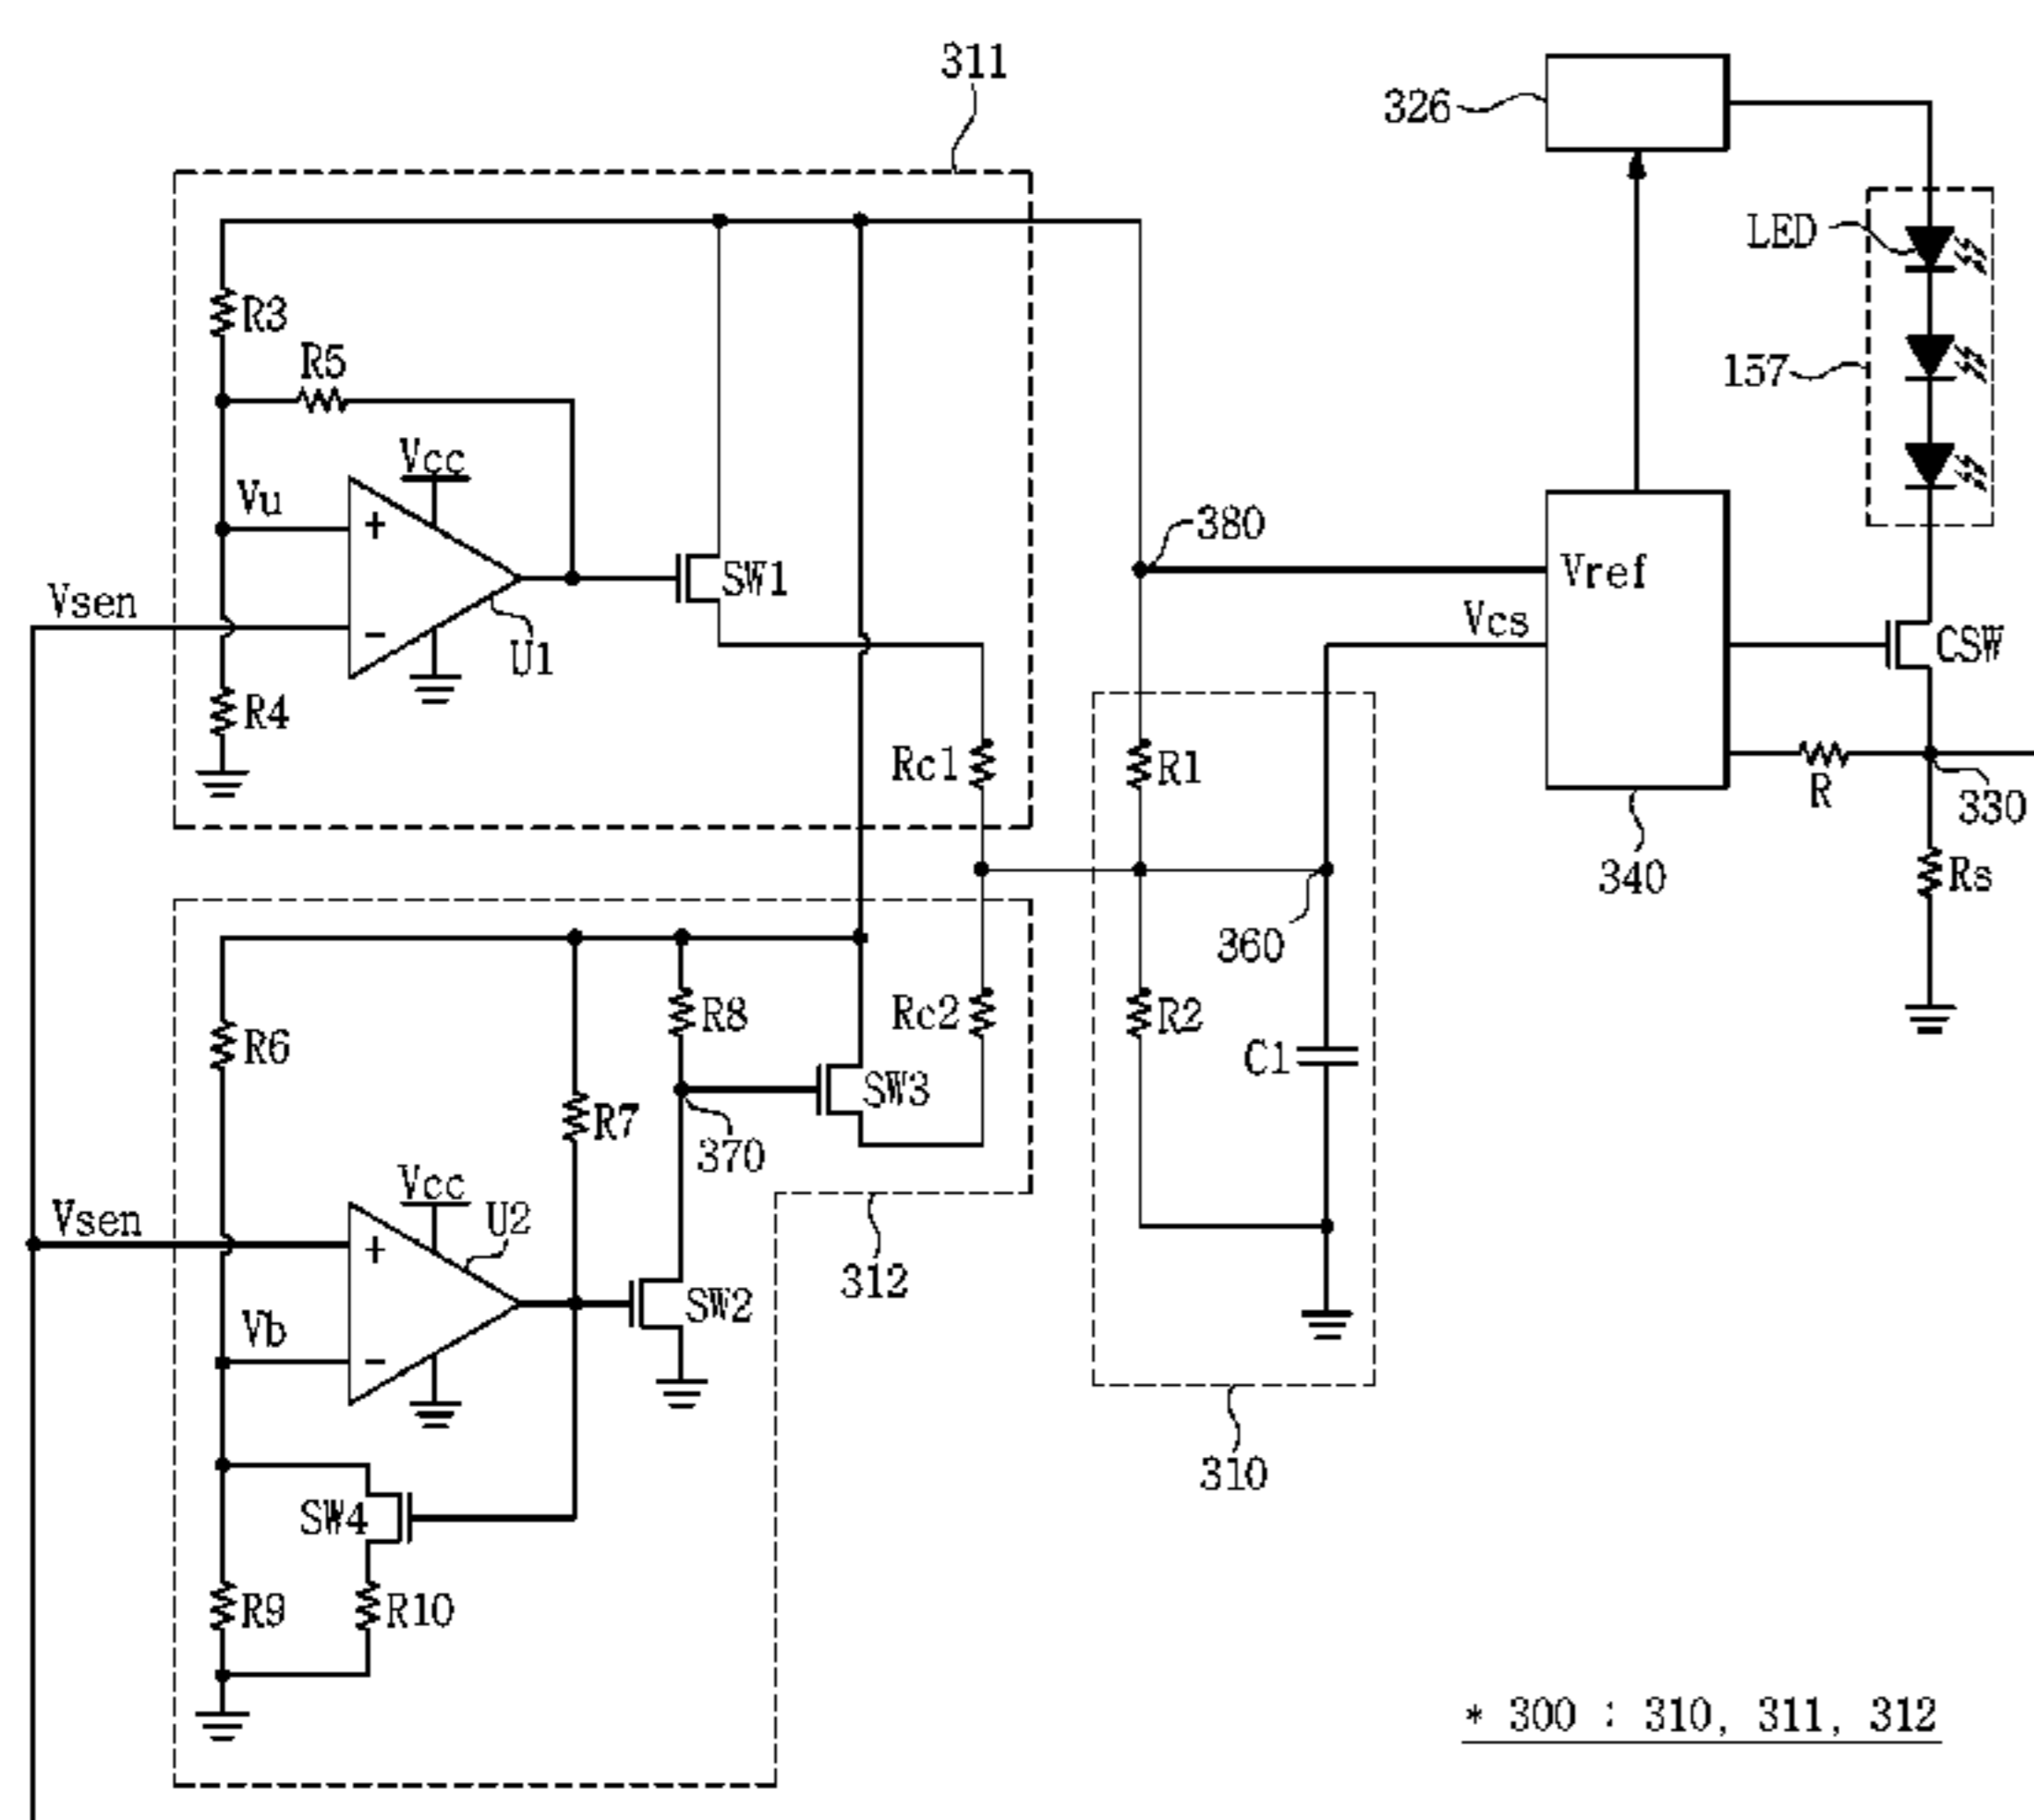 311
326
LED
R3
R5
157
Vcc
Vu
380
SW1
Vref
Vsen
Vcs
U1
CSW
R4
Rc1
R1
R
330
340
Rs
360
R8
Rc2
R2
R6
C1
SW3
R7
370
Vcc
U2
Vsen
312
SW2
Vb
310
SW4
R9
R10
* 300 : 310, 311, 312